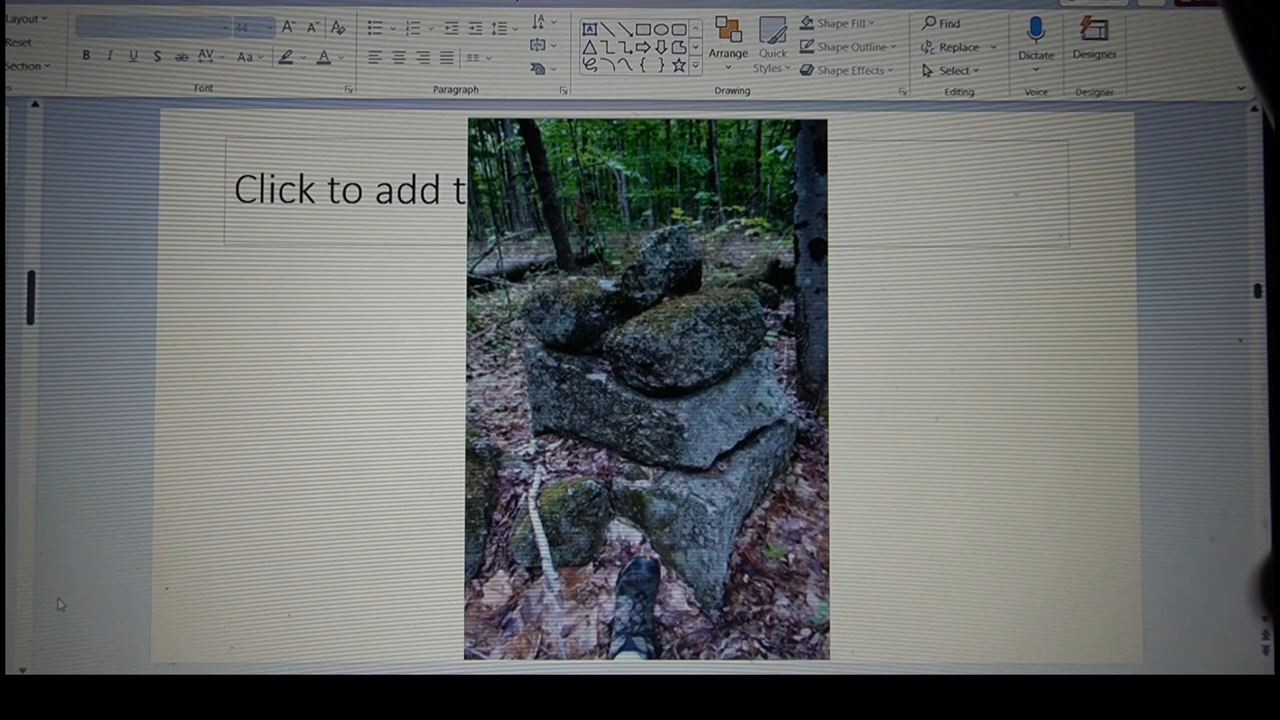 Layout
Reset
Section
44
A A A
B I U S ab AV Aa A
Font
Paragraph
A
Arrange
Quick
Styles
Shape Fill
Shape Outline
Shape Effects
Drawing
Find
Replace
Select
Editing
Dictate
Voice
Designer
Designer
Click to add t